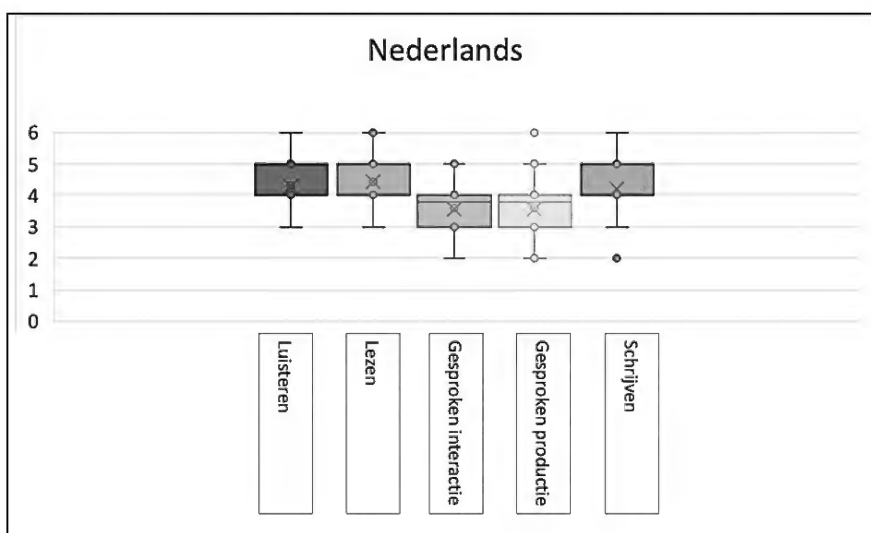 Nederlands
6
5
4
3
2
1
0
Luisteren
Lezen
Gesproken interactie
Gesproken productie
Schrijven